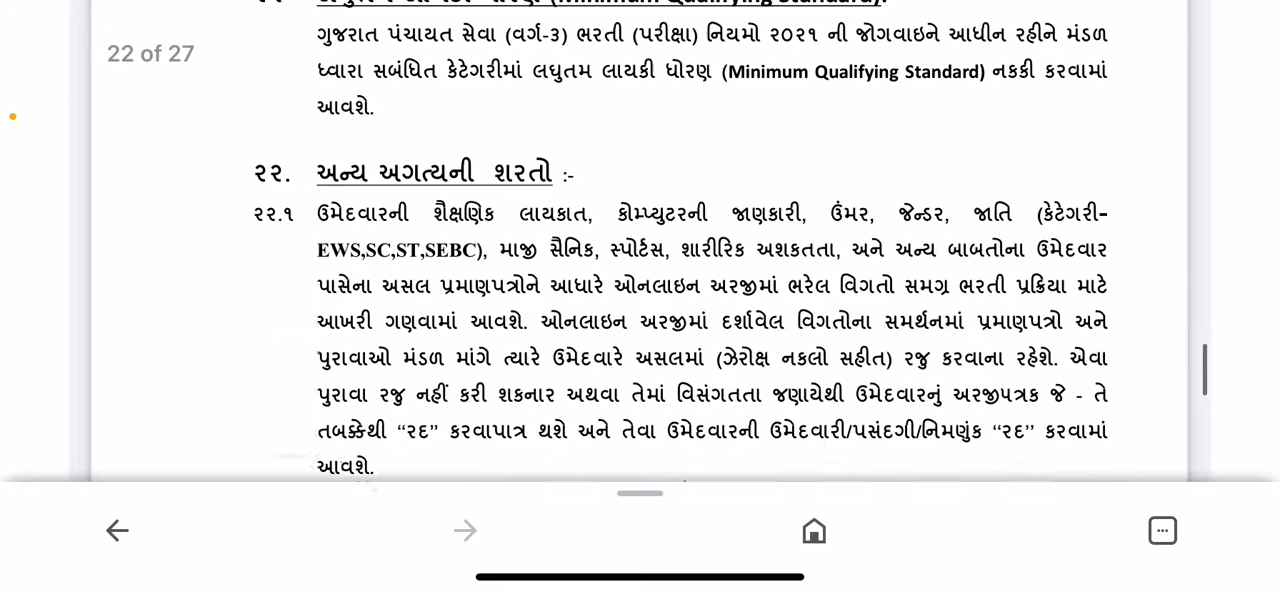 (Minimum Qualifying Standard):
ગુજરાત પંચાયત સેવા (વર્ગ-૩) ભરતી (પરીક્ષા) નિયમો ૨૦૨૧ ની જોગવાઇને આધીન રહીને મંડળ
22 of 27
ધ્વારા સબંધિત કેટેગરીમાં લઘુતમ લાયકી ધોરણ (Minimum Qualifying Standard) નકકી કરવામાં
આવશે.
૨૨. અન્ય અગત્યની શરતો :-
૨૨.૧ ઉમેદવારની શૈક્ષણિક લાયકાત, કોમ્પ્યુટરની જાણકારી, ઉંમર, જેન્ડર, જાતિ (કેટેગરી-
EWS,SC,ST,SEBC), માજી સૈનિક, સ્પોર્ટસ, શારીરિક અશકતતા, અને અન્ય બાબતોના ઉમેદવાર
પાસેના અસલ પ્રમાણપત્રોને આધારે ઓનલાઇન અરજીમાં ભરેલ વિગતો સમગ્ર ભરતી પ્રક્રિયા માટે
આખરી ગણવામાં આવશે. ઓનલાઇન અરજીમાં દર્શાવેલ વિગતોના સમર્થનમાં પ્રમાણપત્રો અને
પુરાવાઓ મંડળ માંગે ત્યારે ઉમેદવારે અસલમાં (ઝેરોક્ષ નકલો સહીત) રજુ કરવાના રહેશે. એવા
પુરાવા રજુ નહીં કરી શકનાર અથવા તેમાં વિસંગતતા જણાયેથી ઉમેદવારનું અરજીપત્રક જે - તે
તબક્કેથી “રદ” કરવાપાત્ર થશે અને તેવા ઉમેદવારની ઉમેદવારી/પસંદગી/નિમણુંક “રદ” કરવામાં
આવશે.